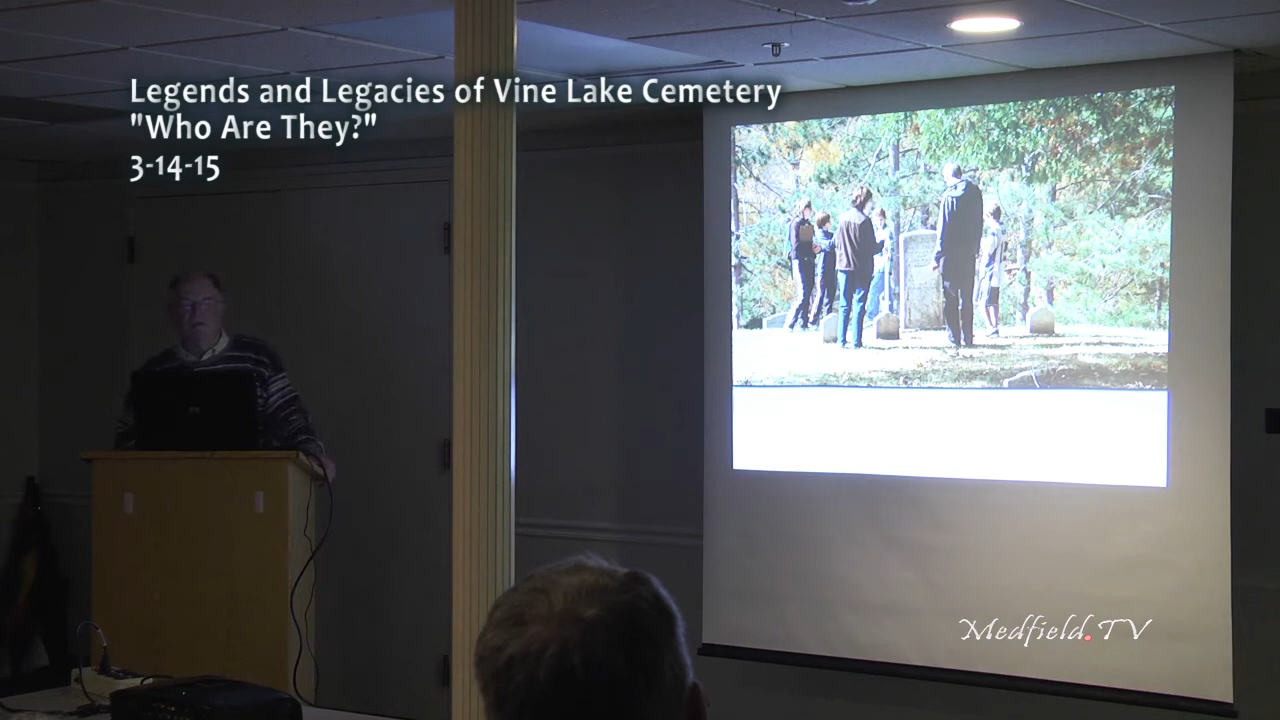 Legends and Legacies of Vine Lake Cemetery
"Who Are They?"
3-14-15
Medfield.TV